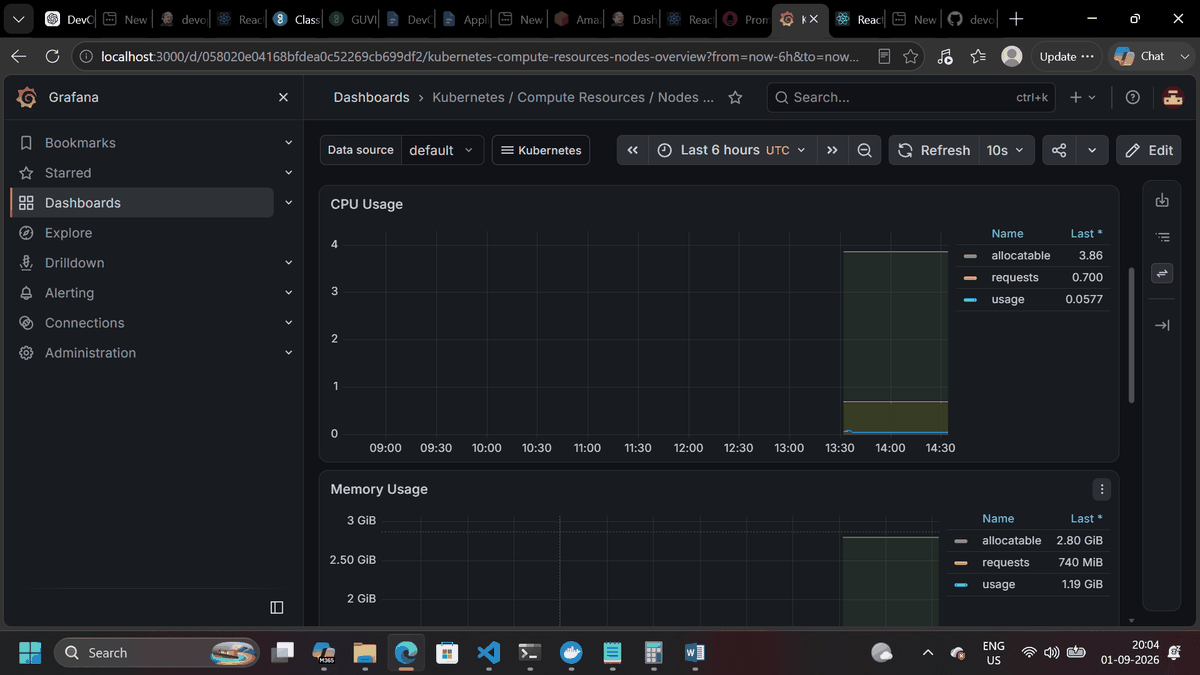 DevO
New
devo
Reac
Class
GUVI
DevO
Appl
New
Ama
Dash
Reac
Prom
K
Reac
New
devo
localhost:3000/d/058020e04168bfdea0c52269cb699df2/kubernetes-compute-resources-nodes-overview?from=now-6h&to=now...
Update
Chat
Grafana
Dashboards › Kubernetes / Compute Resources / Nodes ...
Search...
ctrl+k
Bookmarks
Starred
Dashboards
Explore
Drilldown
Alerting
Connections
Administration
Data source
default
Kubernetes
Last 6 hours UTC
Refresh
10s
Edit
CPU Usage
4
3
2
1
0
09:00 09:30 10:00 10:30 11:00 11:30 12:00 12:30 13:00 13:30 14:00 14:30
Name Last *
allocatable 3.86
requests 0.700
usage 0.0577
Memory Usage
3 GiB
2.50 GiB
2 GiB
Name Last *
allocatable 2.80 GiB
requests 740 MiB
usage 1.19 GiB
Search
M365
ENG
US
20:04
01-09-2026